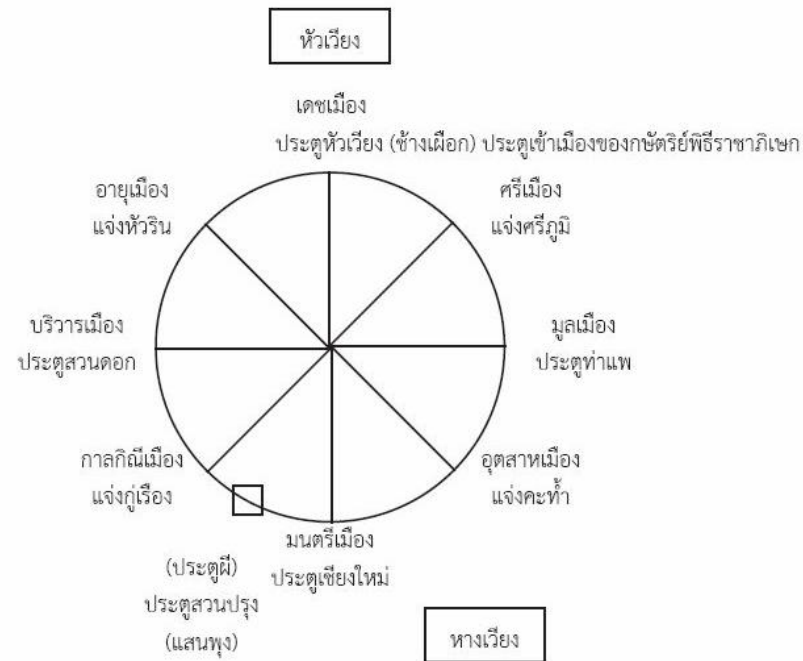 หัวเวียง
เดชเมือง
ประตูหัวเวียง (ช้างเผือก) ประตูเข้าเมืองของกษัตริย์พิธีราชาภิเษก
อายุเมือง
แจ่งหัวริน
ศรีเมือง
แจ่งศรีภูมิ
บริวารเมือง
ประตูสวนดอก
มูลเมือง
ประตูท่าแพ
กาลกิณีเมือง
แจ่งกู่เรือง
อุตสาหเมือง
แจ่งคะท้ำ
มนตรีเมือง
ประตูเชียงใหม่
(ประตูผี)
ประตูสวนปรุง
(แสนพุง)
หางเวียง